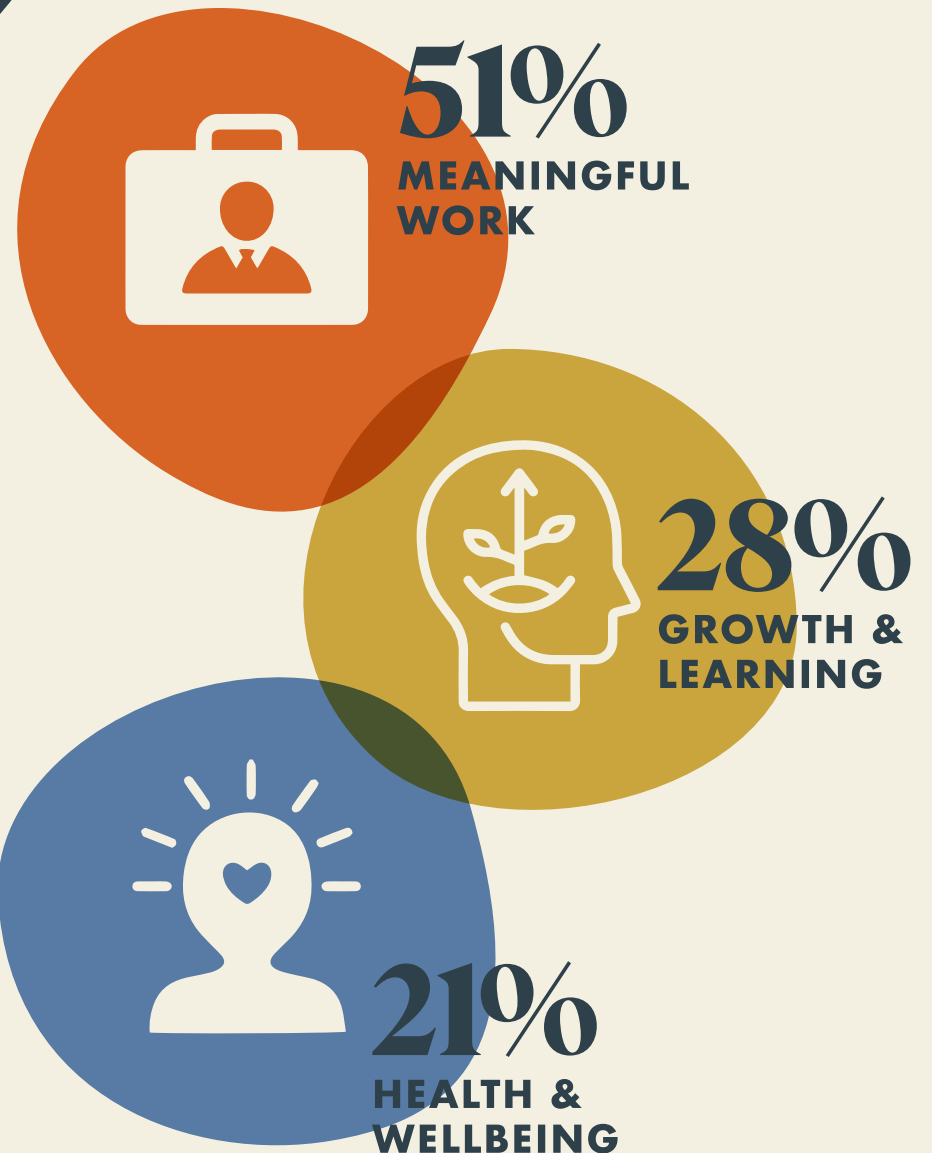 51%
MEANINGFUL
WORK
28%
GROWTH &
LEARNING
21%
HEALTH &
WELLBEING